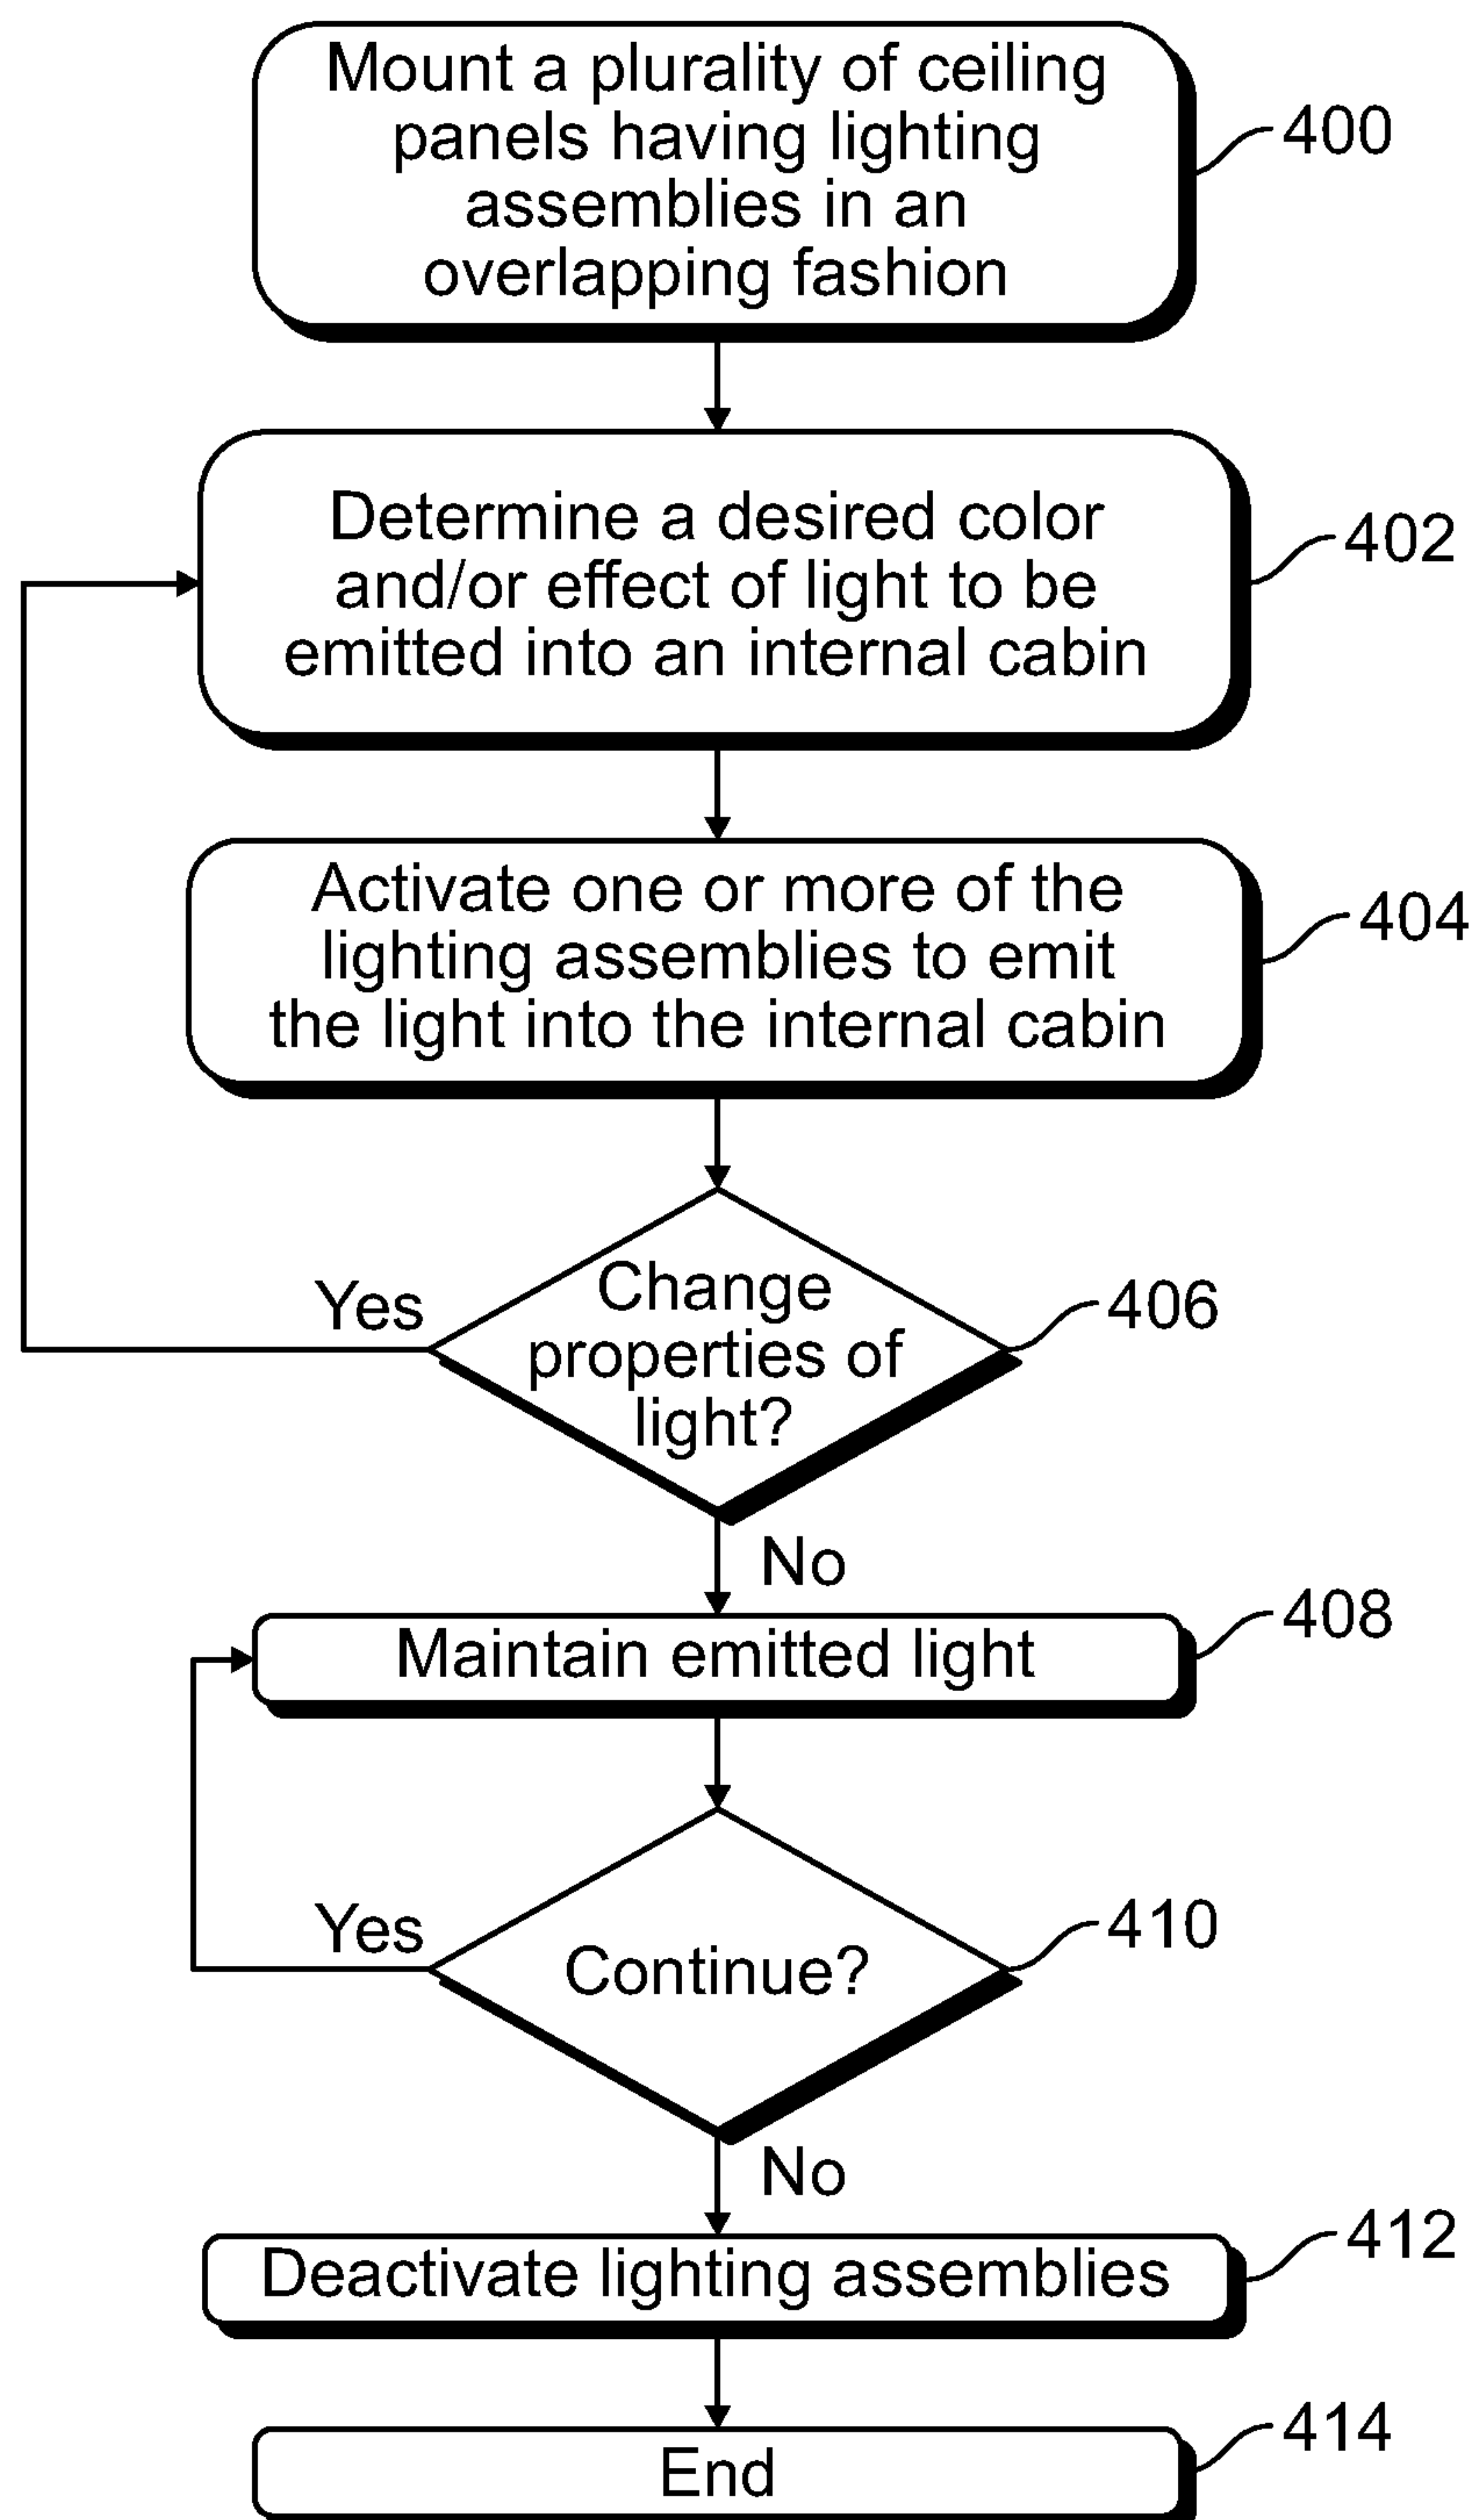 Mount a plurality of ceiling
panels having lighting
assemblies in an
overlapping fashion
400
Determine a desired color
and/or effect of light to be
emitted into an internal cabin
402
Activate one or more of the
lighting assemblies to emit
the light into the internal cabin
404
Change
properties of
light?
406
Yes
No
Maintain emitted light
408
Continue?
410
Yes
No
Deactivate lighting assemblies
412
End
414